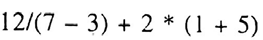 12/(7 − 3) + 2 * (1 + 5)